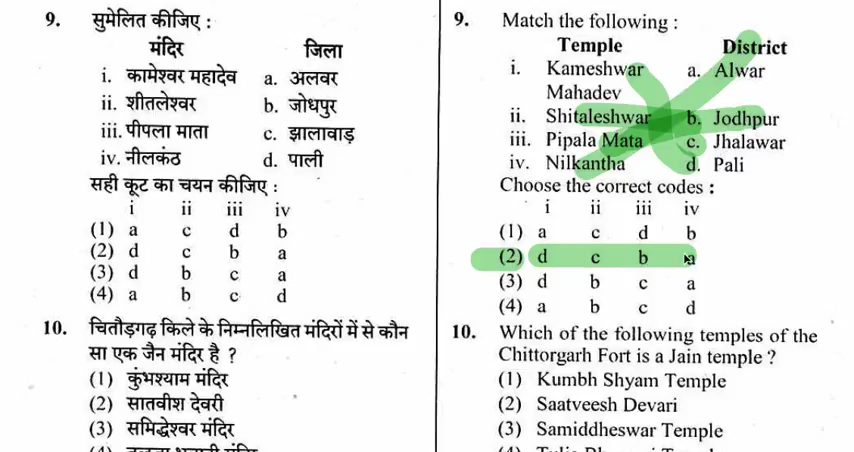 9. सुमेलित कीजिए :
मंदिर जिला
i. कामेश्वर महादेव a. अलवर
ii. शीतलेश्वर b. जोधपुर
iii. पीपला माता c. झालावाड़
iv. नीलकंठ d. पाली
सही कूट का चयन कीजिए :
i ii iii iv
(1) a c d b
(2) d c b a
(3) d b c a
(4) a b c d
10. चितौड़गढ़ किले के निम्नलिखित मंदिरों में से कौन
सा एक जैन मंदिर है ?
(1) कुंभश्याम मंदिर
(2) सातवीश देवरी
(3) समिद्धेश्वर मंदिर
9. Match the following :
Temple District
i. Kameshwar a. Alwar
Mahadev
ii. Shitaleshwar b. Jodhpur
iii. Pipala Mata c. Jhalawar
iv. Nilkantha d. Pali
Choose the correct codes :
i ii iii iv
(1) a c d b
(2) d c b a
(3) d b c a
(4) a b c d
10. Which of the following temples of the
Chittorgarh Fort is a Jain temple ?
(1) Kumbh Shyam Temple
(2) Saatveesh Devari
(3) Samiddheswar Temple